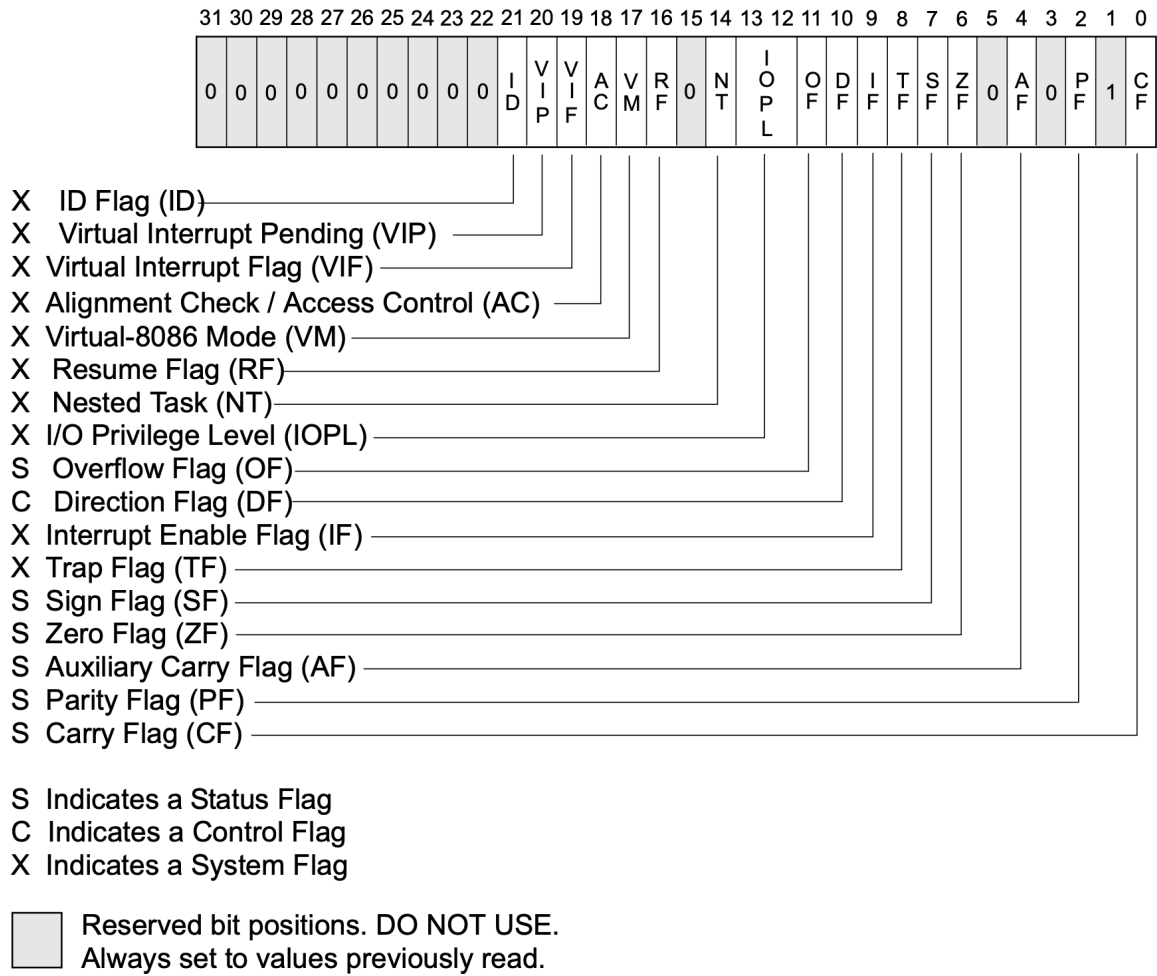 31 30 29 28 27 26 25 24 23 22 21 20 19 18 17 16 15 14 13 12 11 10 9 8 7 6 5 4 3 2 1 0
0 0 0 0 0 0 0 0 0 0 ID VIP VIF AC VM RF 0 NT IOPL OF DF IF TF SF ZF 0 AF 0 PF 1 CF
X ID Flag (ID)
X Virtual Interrupt Pending (VIP)
X Virtual Interrupt Flag (VIF)
X Alignment Check / Access Control (AC)
X Virtual-8086 Mode (VM)
X Resume Flag (RF)
X Nested Task (NT)
X I/O Privilege Level (IOPL)
S Overflow Flag (OF)
C Direction Flag (DF)
X Interrupt Enable Flag (IF)
X Trap Flag (TF)
S Sign Flag (SF)
S Zero Flag (ZF)
S Auxiliary Carry Flag (AF)
S Parity Flag (PF)
S Carry Flag (CF)
S Indicates a Status Flag
C Indicates a Control Flag
X Indicates a System Flag
Reserved bit positions. DO NOT USE.
Always set to values previously read.